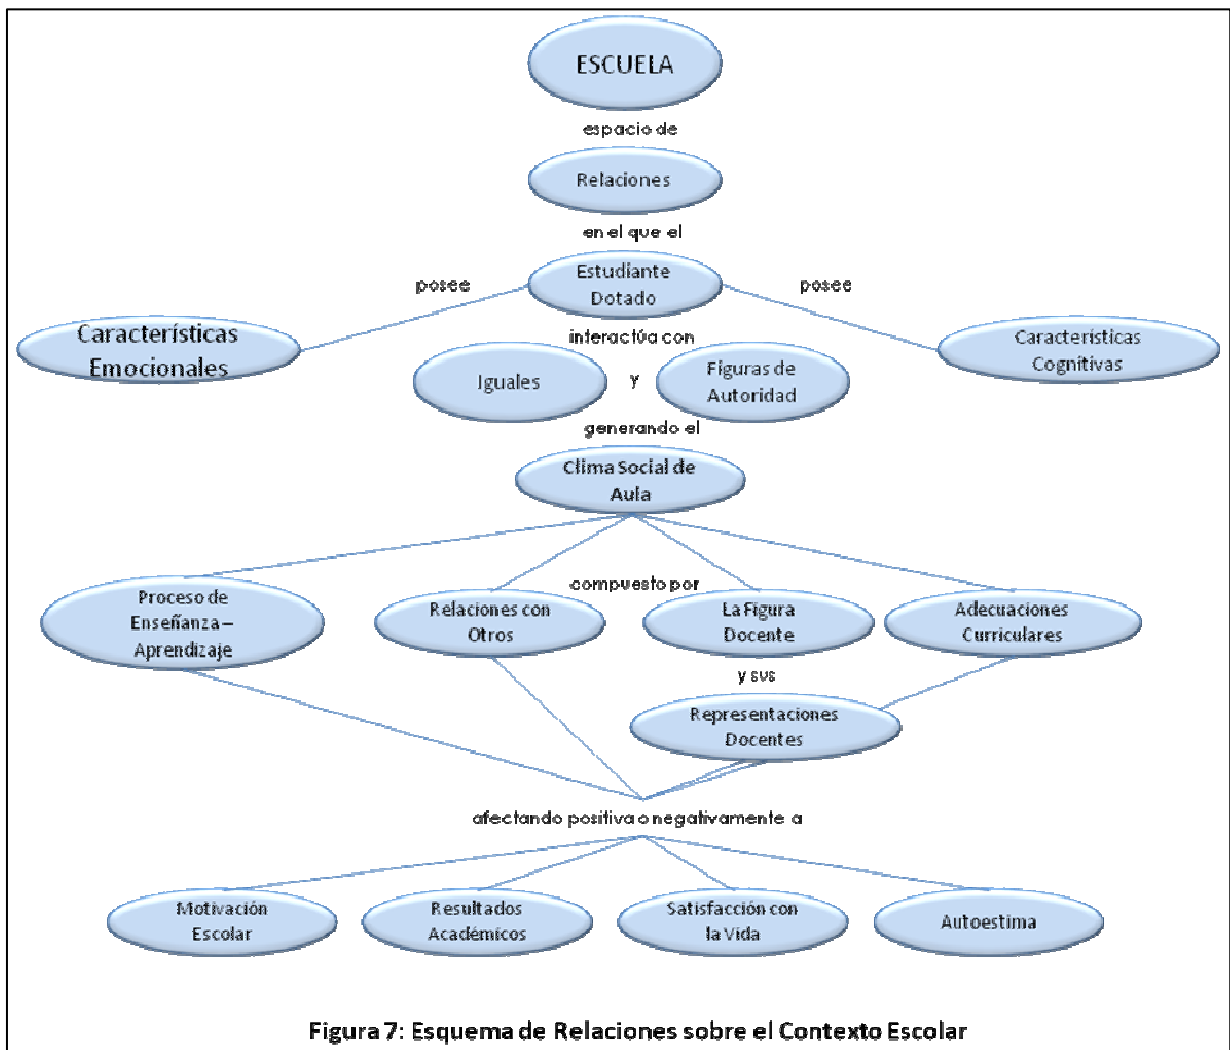 ESCUELA
espacio de
Relaciones
en el que el
Estudiante
Dotado
posee
posee
Características
Emocionales
interactúa con
Características
Cognitivas
Iguales
y
Figuras de
Autoridad
generando el
Clima Social de
Aula
compuesto por
Proceso de
Enseñanza –
Aprendizaje
Relaciones con
Otros
La Figura
Docente
Adecuaciones
Curriculares
y sus
Representaciones
Docentes
afectando positiva o negativamente a
Motivación
Escolar
Resultados
Académicos
Satisfacción con
la Vida
Autoestima
Figura 7: Esquema de Relaciones sobre el Contexto Escolar